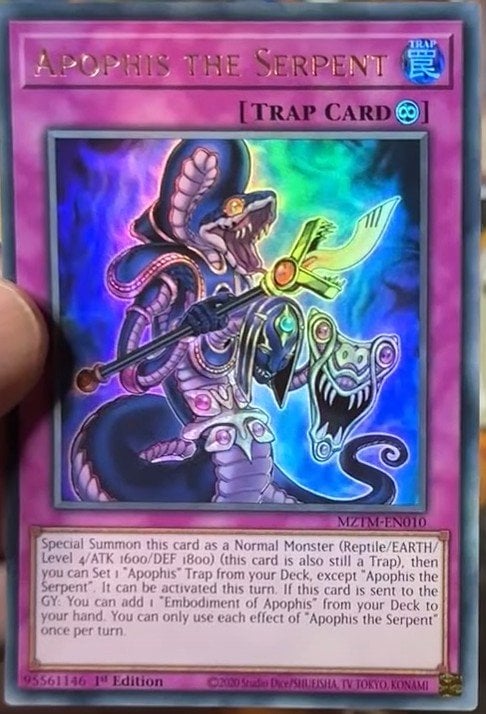 APOPHIS THE SERPENT
TRAP
罠
[TRAP CARD]
MZTM-EN010
Special Summon this card as a Normal Monster (Reptile/EARTH/
Level 4/ATK 1600/DEF 1800) (this card is also still a Trap), then
you can Set 1 "Apophis" Trap from your Deck, except "Apophis the
Serpent". It can be activated this turn. If this card is sent to the
GY: You can add 1 "Embodiment of Apophis" from your Deck to
your hand. You can only use each effect of "Apophis the Serpent"
once per turn.
95561146 1st Edition
©2020 Studio Dice/SHUEISHA, TV TOKYO, KONAMI